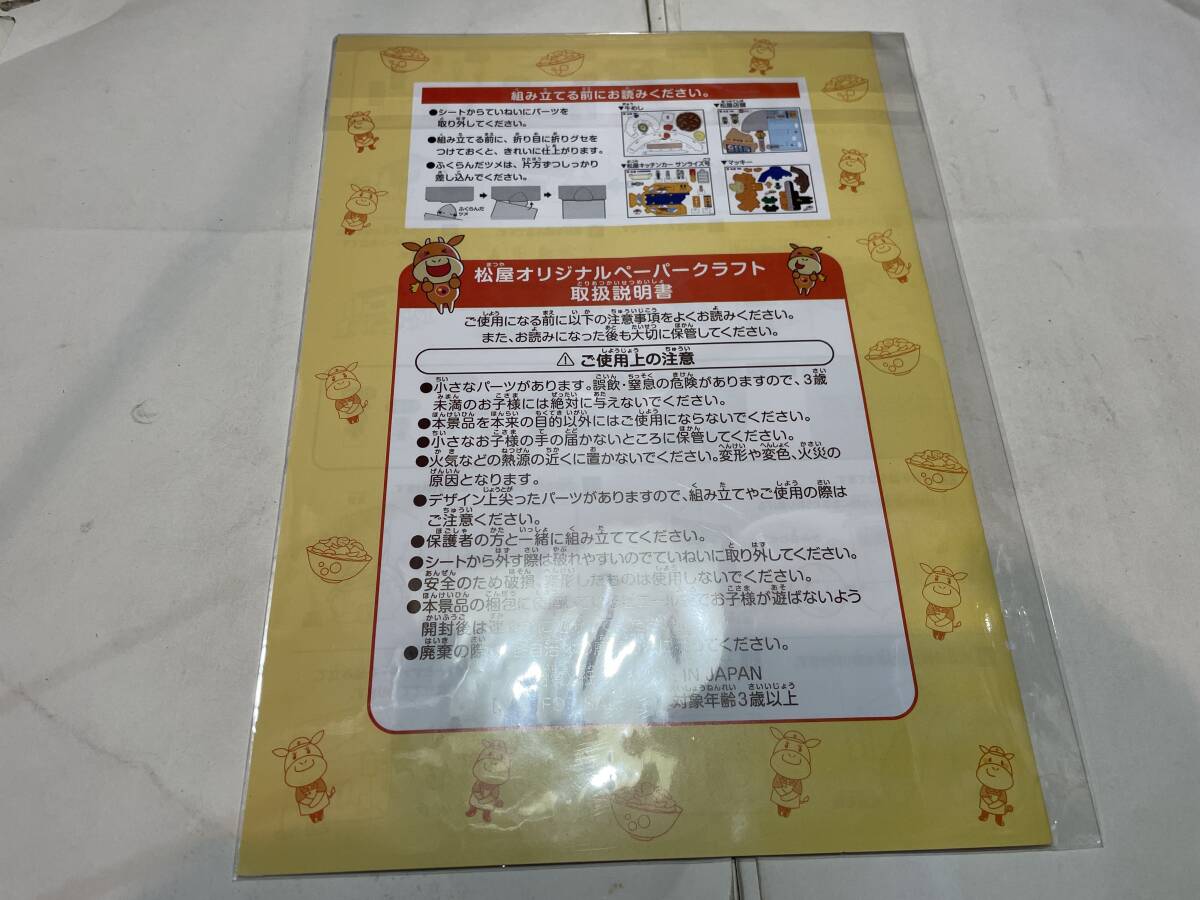 組み立てる前にお読みください。
●シートからていねいにパーツを
取り外してください。
●組み立てる前に、折り目に折りグセを
つけておくと、きれいに仕上がります。
●ふくらんだツメは、片方ずつしっかり
差し込んでください。
ふくらんだ
ツメ
▼牛めし
▼松屋店舗
▼松屋キッチンカー サンライズ号
▼マッキー
松屋オリジナルペーパークラフト
取扱説明書
ご使用になる前に以下の注意事項をよくお読みください。
また、お読みになった後も大切に保管してください。
⚠ ご使用上の注意
●小さなパーツがあります。誤飲・窒息の危険がありますので、3歳
未満のお子様には絶対に与えないでください。
●本景品を本来の目的以外にはご使用にならないでください。
●小さなお子様の手の届かないところに保管してください。
●火気などの熱源の近くに置かないでください。変形や変色、火災の
原因となります。
●デザイン上尖ったパーツがありますので、組み立てやご使用の際は
ご注意ください。
●保護者の方と一緒に組み立ててください。
●シートから外す際は破れやすいのでていねいに取り外してください。
●安全のため破損、変形したものは使用しないでください。
●本景品の梱包に お子様が遊ばないよう
開封後は
●廃棄の際 ください。
IN JAPAN
対象年齢3歳以上